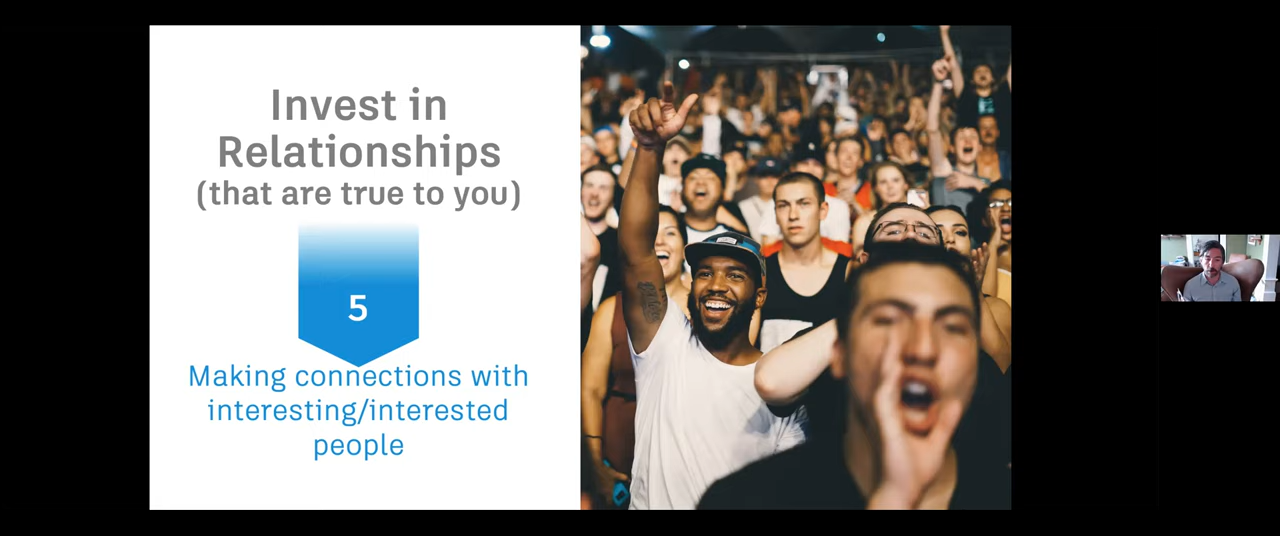 Invest in
Relationships
(that are true to you)
5
Making connections with
interesting/interested
people